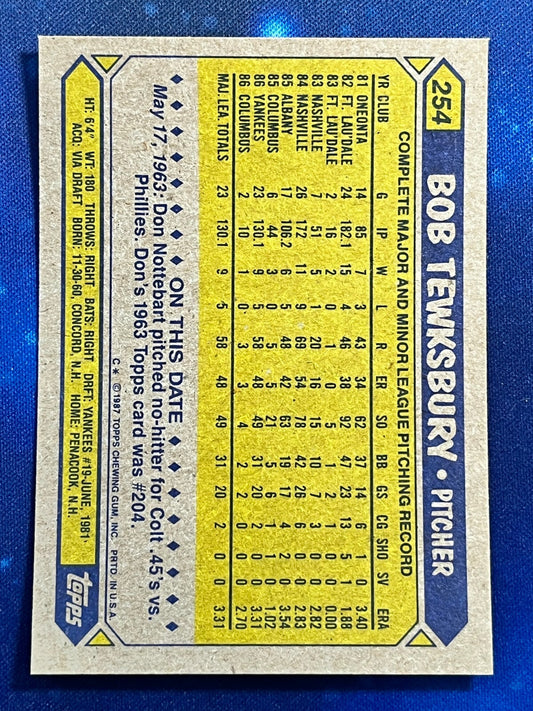 254 BOB TEWKSBURY • PITCHER
COMPLETE MAJOR AND MINOR LEAGUE PITCHING RECORD
YR CLUB G IP W L R ER SO BB GS CG SHO SV ERA
81 ONEONTA 14 85 7 3 43 34 62 37 14 6 1 0 3.40
82 FT. LAUD'DALE 24 182.1 15 4 46 38 92 47 23 13 5 1 1.88
83 FT. LAUD'DALE 2 16 2 0 1 0 5 1 2 1 0 0 0.00
83 NASHVILLE 7 51 5 1 20 16 15 10 7 3 0 0 2.82
84 NASHVILLE 26 172 11 9 69 54 78 42 26 6 0 0 2.83
85 ALBANY 17 106.2 6 5 48 42 63 19 17 4 2 0 3.54
85 COLUMBUS 6 44 3 0 5 5 21 5 6 1 1 0 1.02
86 YANKEES 23 130.1 9 5 58 48 49 31 20 2 0 0 3.31
86 COLUMBUS 2 10 1 0 5 3 4 2 2 0 0 0 2.70
MAJ. LEA. TOTALS 23 130.1 9 5 58 48 49 31 20 2 0 0 3.31
ON THIS DATE
May 17, 1963: Don Nottebart pitched no-hitter for Colt .45's vs.
Phillies. Don's 1963 Topps card was #204.
C* ©1987 TOPPS CHEWING GUM, INC. PRTD. IN U.S.A.
HT: 6'4" WT: 180 THROWS: RIGHT BATS: RIGHT DRFT: YANKEES #19-JUNE, 1981
ACQ: VIA DRAFT BORN: 11-30-60, CONCORD, N.H. HOME: PENACOOK, N.H.
topps